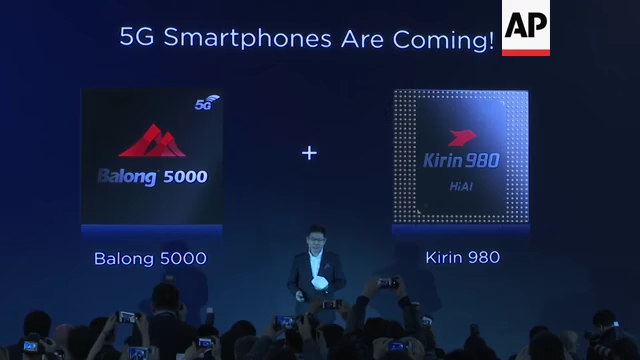 5G Smartphones Are Coming!
AP
5G
Balong 5000
+
Kirin 980
HiAI
Balong 5000
Kirin 980